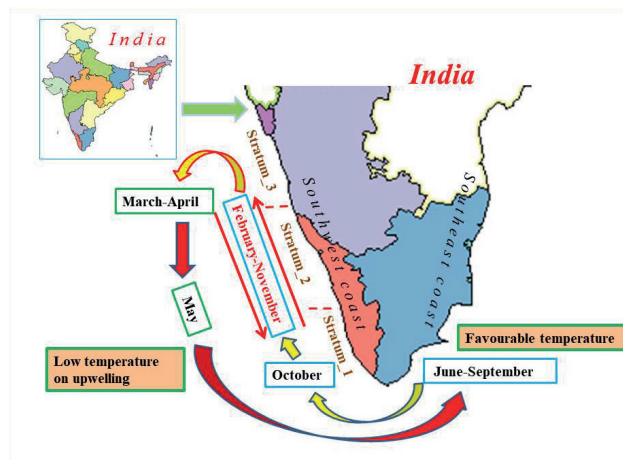 India
India
March-April
February-November
Stratum_3
Stratum_2
Stratum_1
Southwest coast
Southeast coast
May
Low temperature
on upwelling
October
Favourable temperature
June-September